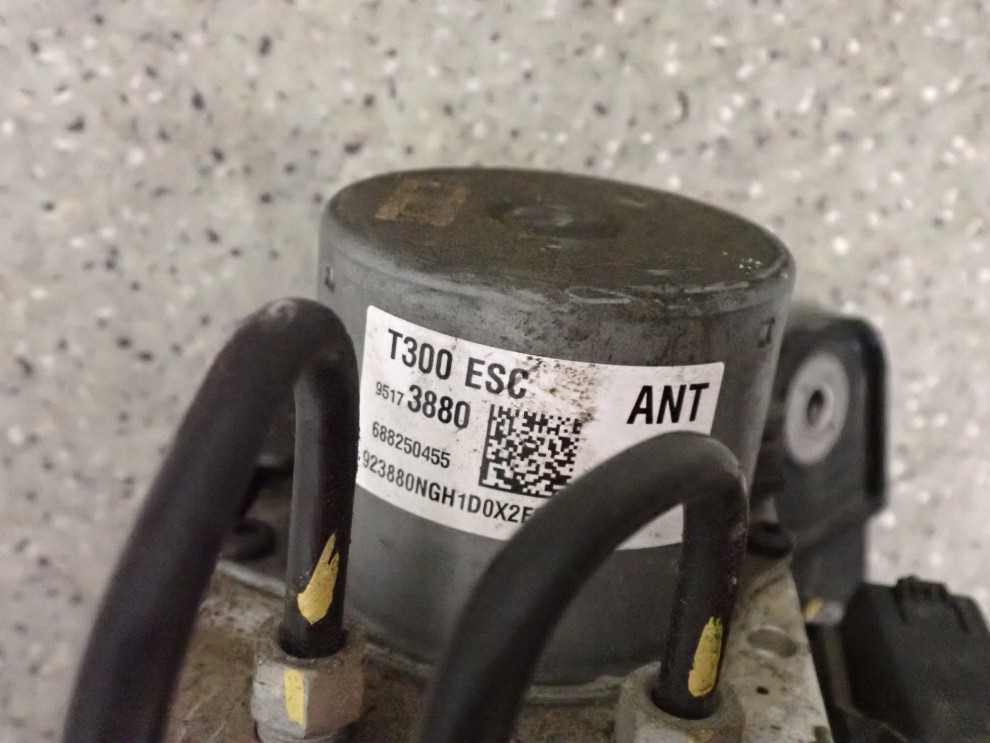 T300 ESC
ANT
9517 3880
688250455
923880NGH1D0X2